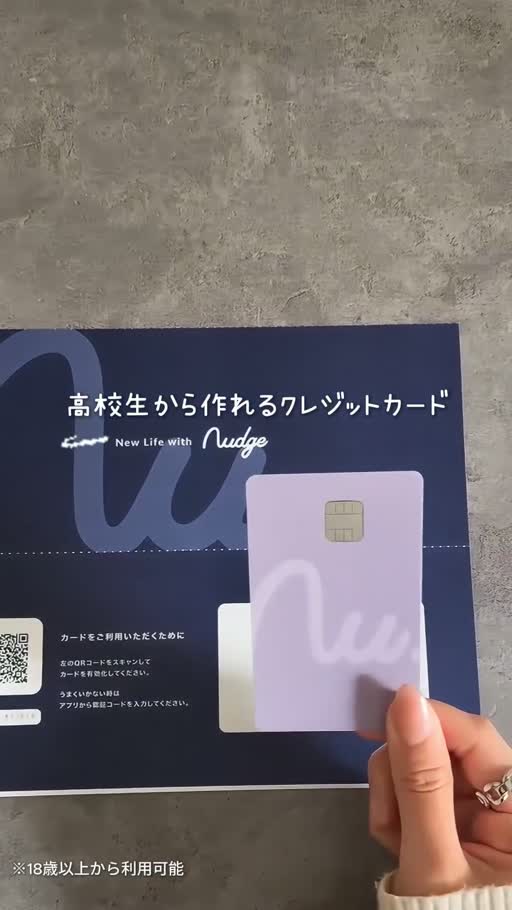 高校生から作れるクレジットカード
New Life with Nudge
Nu.
カードをご利用いただくために
左のQRコードをスキャンして
カードを有効化してください。
うまくいかない時は
アプリから認証コードを入力してください。
Nu.
※18歳以上から利用可能